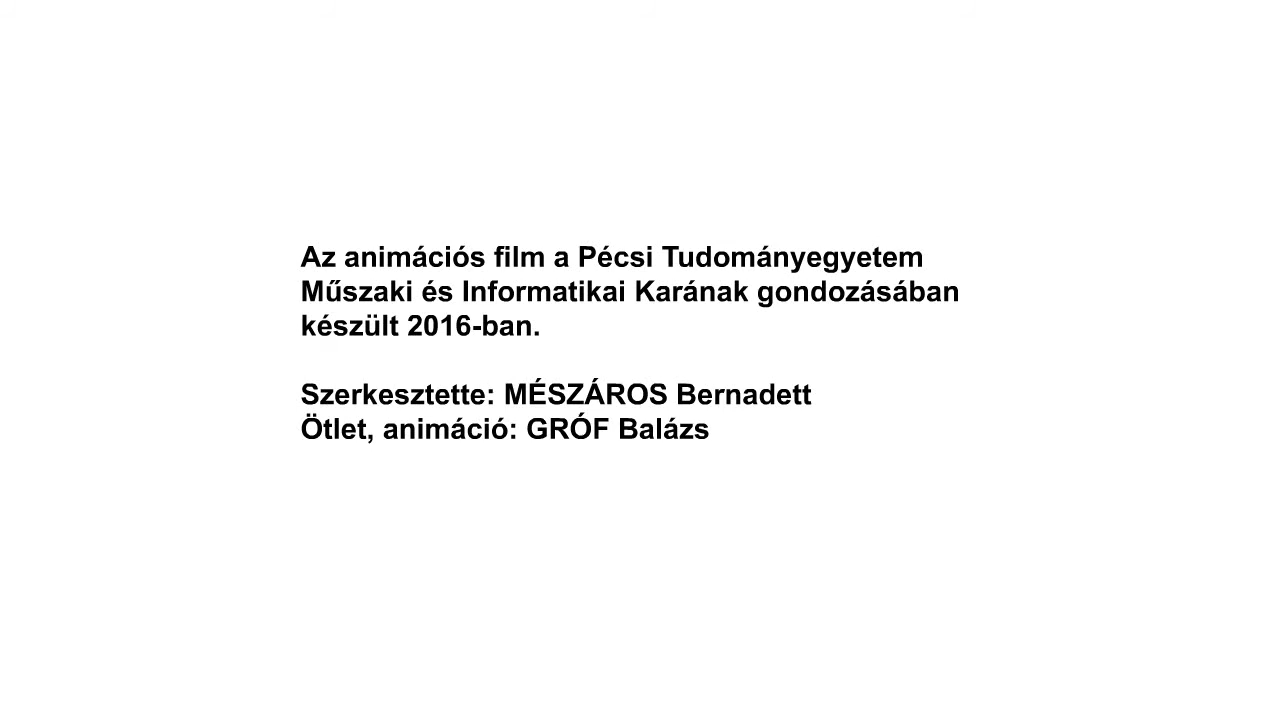 Az animációs film a Pécsi Tudományegyetem
Műszaki és Informatikai Karának gondozásában
készült 2016-ban.
Szerkesztette: MÉSZÁROS Bernadett
Ötlet, animáció: GRÓF Balázs